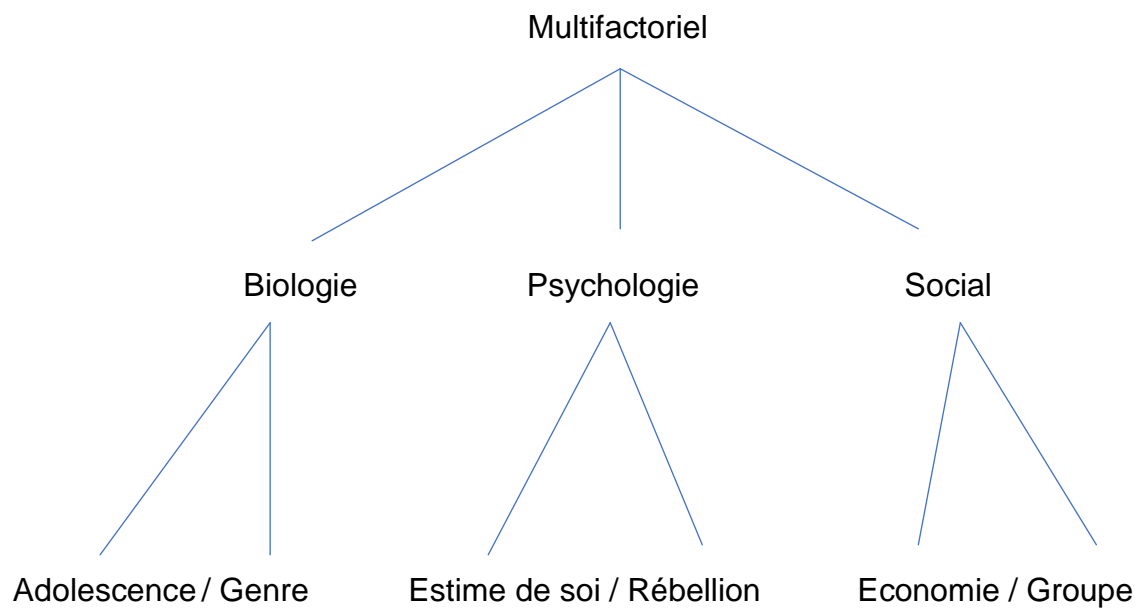 Multifactoriel
Biologie Psychologie Social
Adolescence / Genre Estime de soi / Rébellion Economie / Groupe